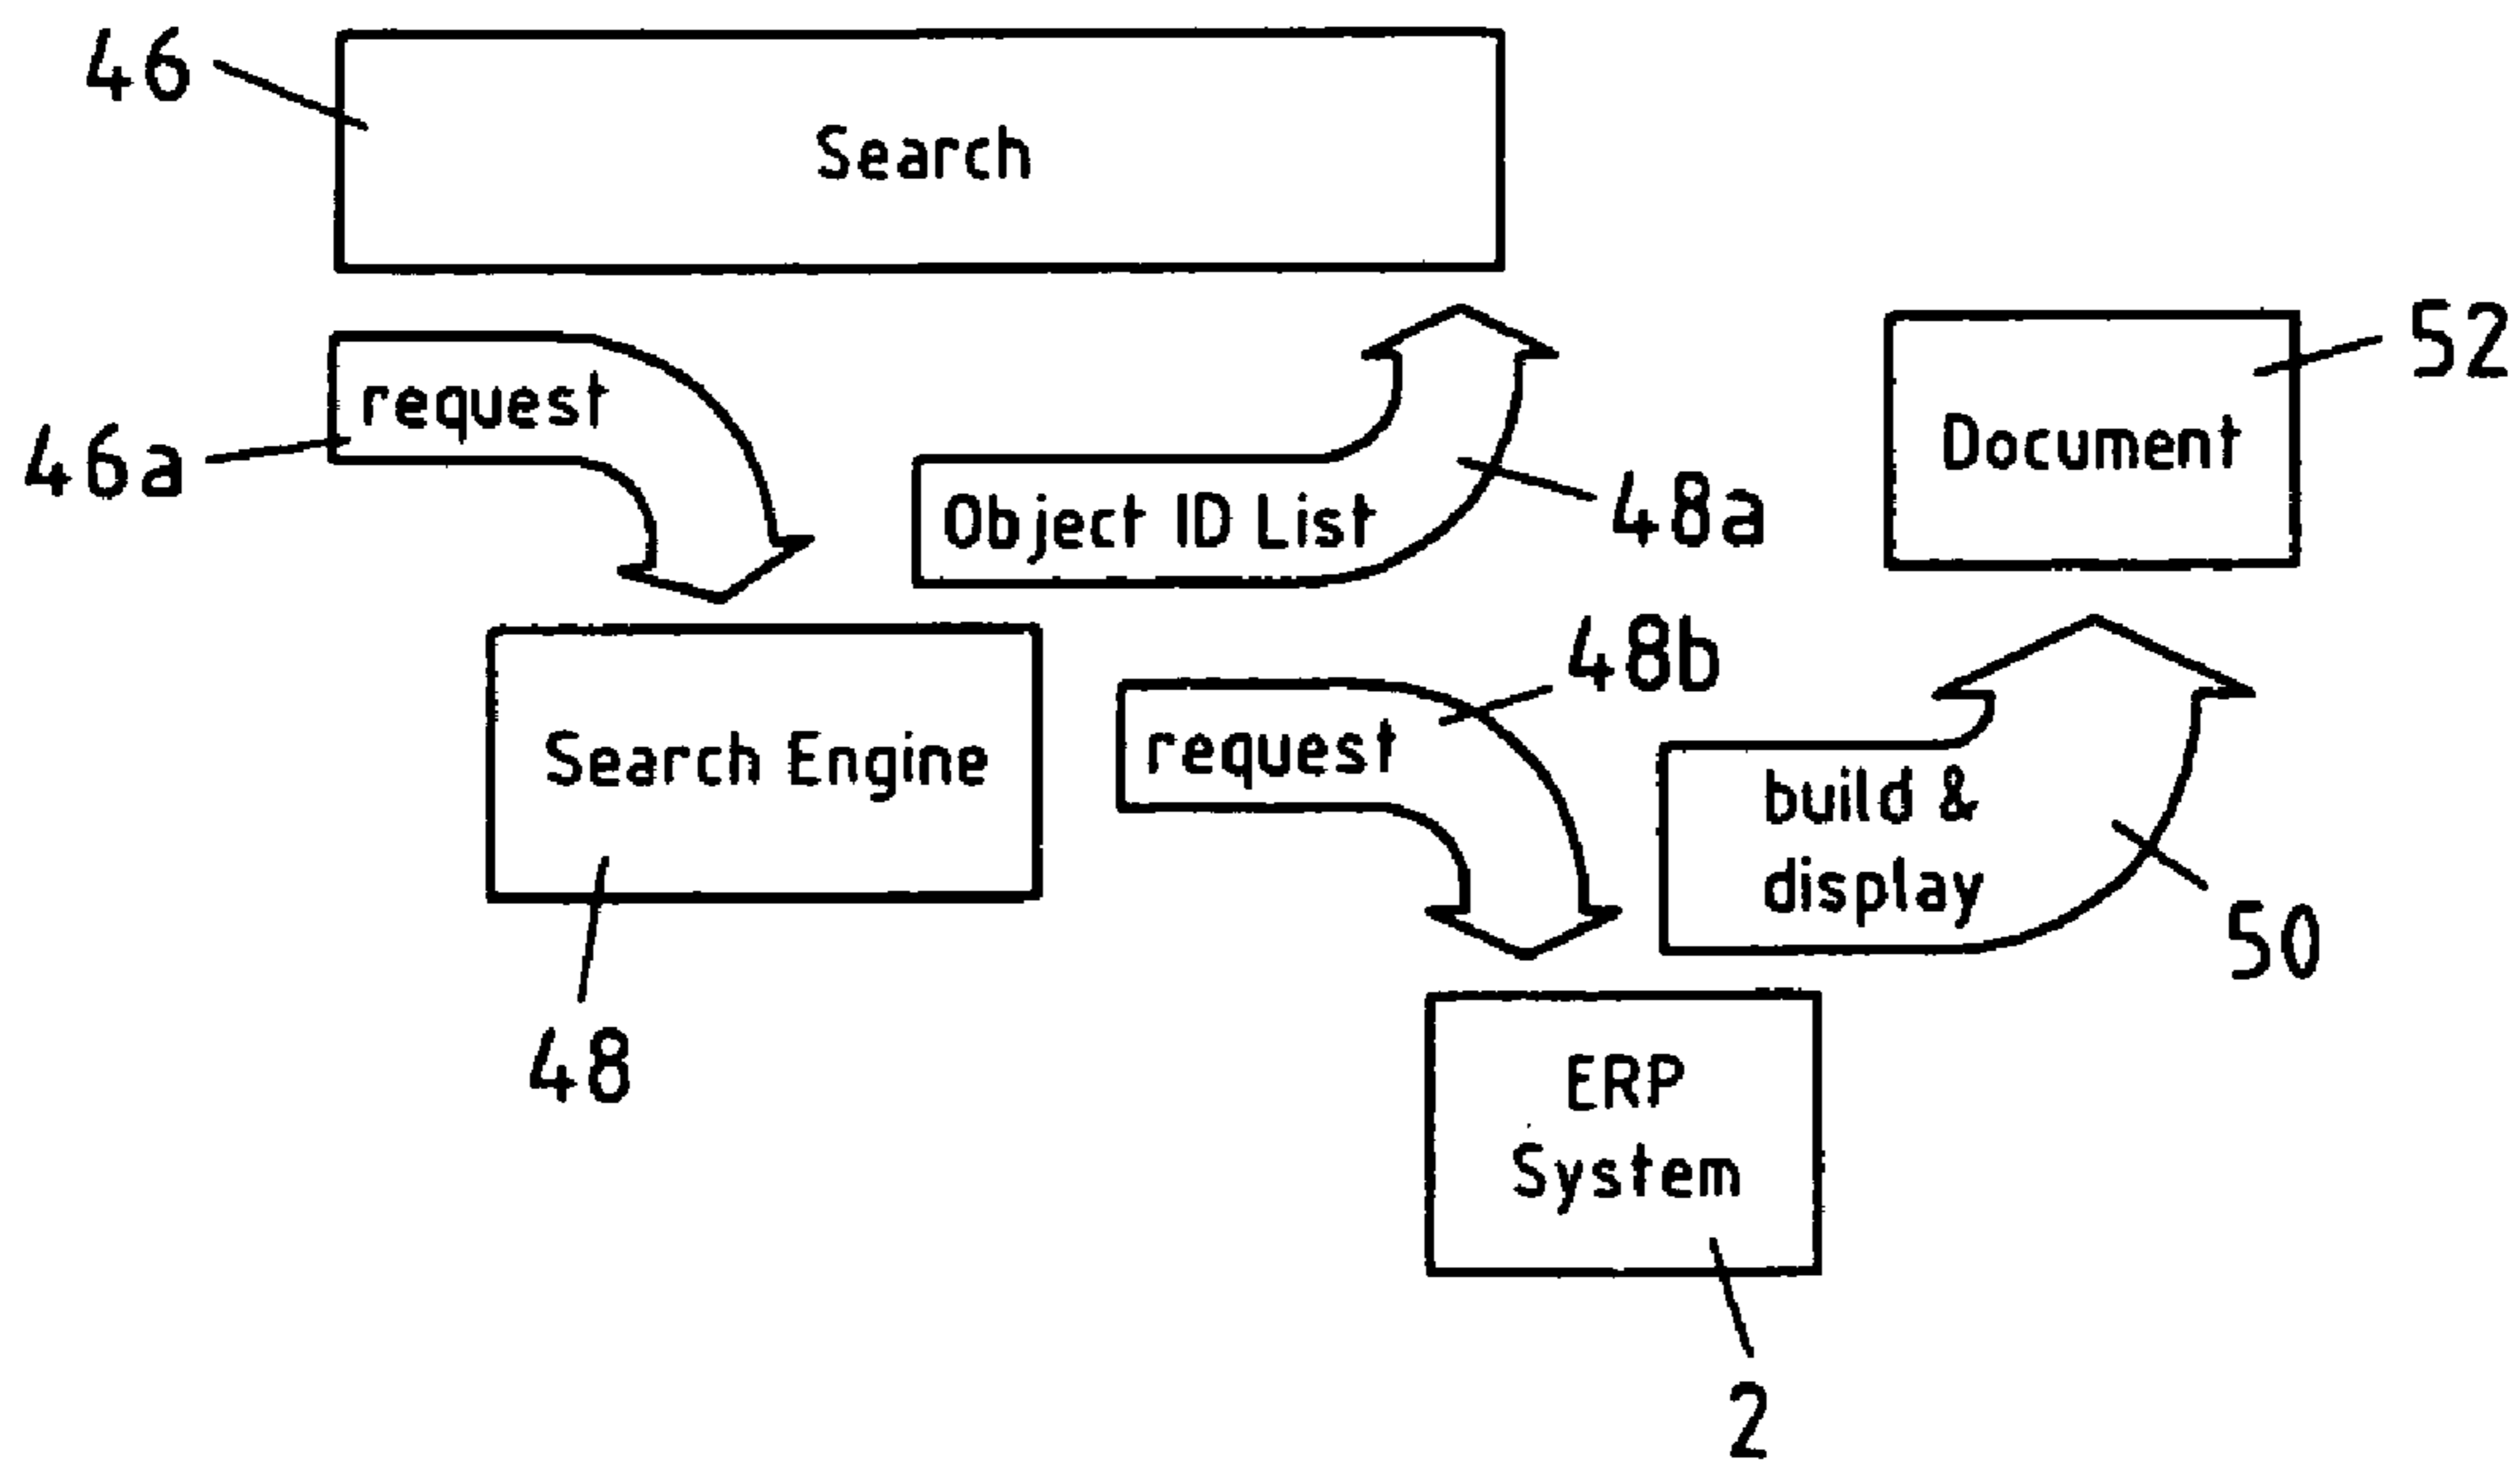 46
Search
52
request
Document
46a
Object ID List
48a
48b
request
Search Engine
build &
display
50
48
ERP
System
2